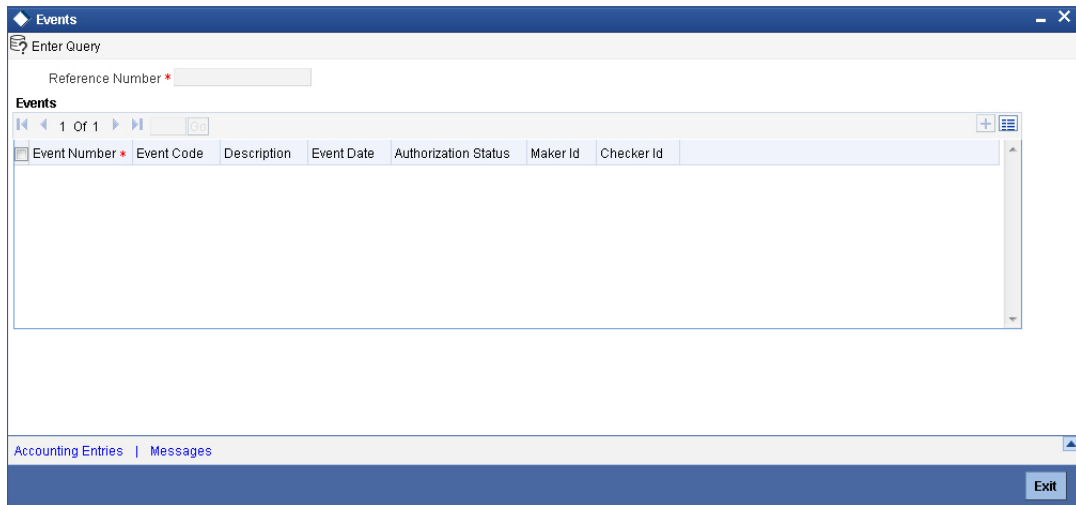 Events
Enter Query
Reference Number *
Events
1 Of 1 Go
Event Number * Event Code Description Event Date Authorization Status Maker Id Checker Id
Accounting Entries | Messages
Exit